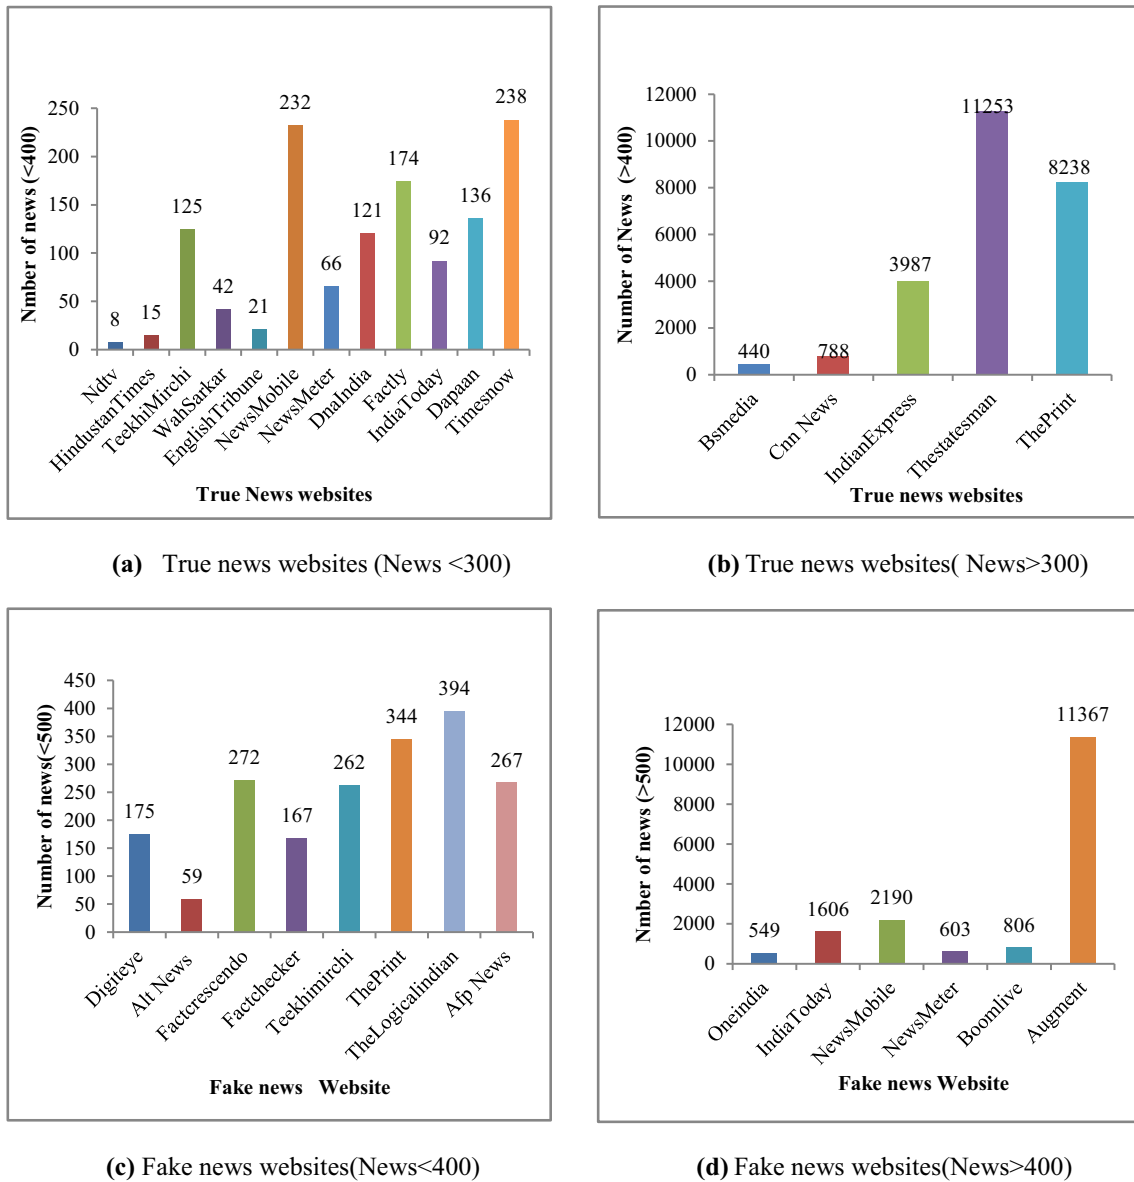 250
200
150
100
50
0
Nmber of news (<400)
8
15
125
42
21
232
66
121
174
92
136
238
Ndtv
HindustanTimes
TeekhiMirchi
WahSarkar
EnglishTribune
NewsMobile
NewsMeter
DnaIndia
Factly
IndiaToday
Dapaan
Timesnow
True News websites
(a) True news websites (News <300)
12000
10000
8000
6000
4000
2000
0
Number of News (>400)
440
788
3987
11253
8238
Bsmedia
Cnn News
IndianExpress
Thestatesman
ThePrint
True news websites
(b) True news websites( News>300)
450
400
350
300
250
200
150
100
50
0
Number of news(<500)
175
59
272
167
262
344
394
267
Digiteye
Alt News
Factcrescendo
Factchecker
Teekhimirchi
ThePrint
TheLogicalindian
Afp News
Fake news Website
(c) Fake news websites(News<400)
12000
10000
8000
6000
4000
2000
0
Nmber of news (>500)
549
1606
2190
603
806
11367
Oneindia
IndiaToday
NewsMobile
NewsMeter
Boomlive
Augment
Fake news Website
(d) Fake news websites(News>400)